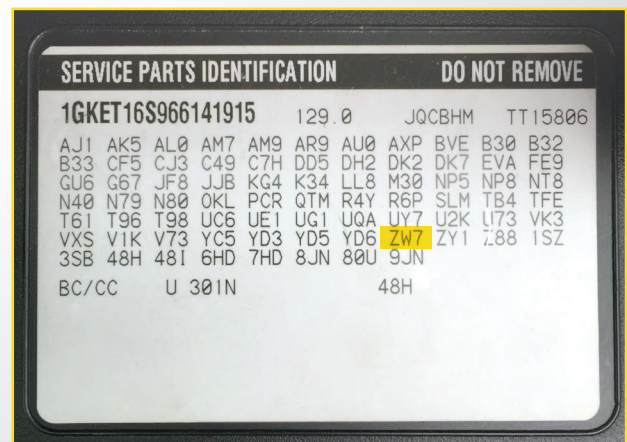 SERVICE PARTS IDENTIFICATION DO NOT REMOVE
1GKET16S966141915 129.0 JQCBHM TT15806
AJ1 AK5 AL0 AM7 AM9 AR9 AU0 AXP BVE B30 B32
B33 CF5 CJ3 C49 C7H DD5 DH2 DK2 DK7 EVA FE9
GU6 G67 JF8 JJB KG4 K34 LL8 M30 NP5 NP8 NT8
N40 N79 N80 OKL PCR QTM R4Y R6P SLM TB4 TFE
T61 T96 T98 UC6 UE1 UG1 UQA UY7 U2K U73 VK3
VXS V1K V73 YC5 YD3 YD5 YD6 ZW7 ZY1 Z88 1SZ
3SB 48H 48I 6HD 7HD 8JN 80U 9JN
BC/CC U 301N 48H